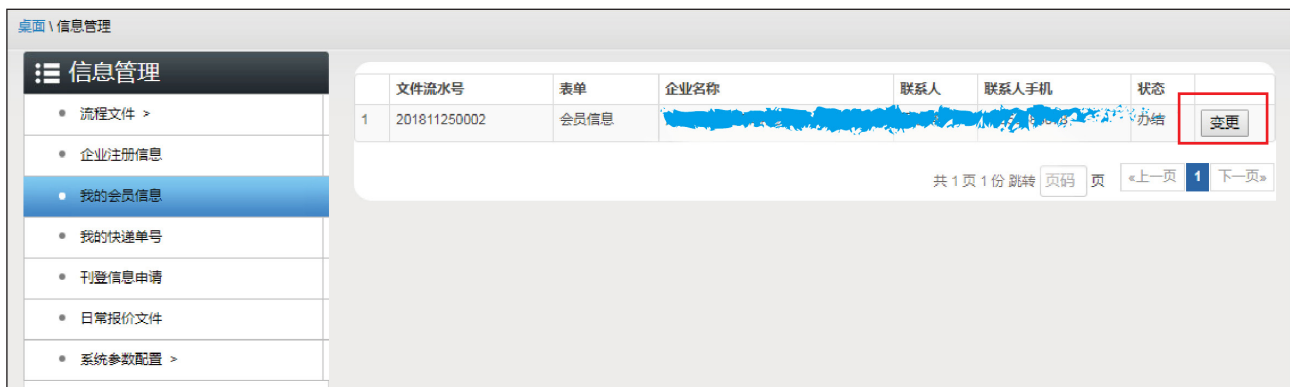 桌面 \ 信息管理
信息管理
流程文件 >
企业注册信息
我的会员信息
我的快递单号
刊登信息申请
日常报价文件
系统参数配置 >
文件流水号 表单 企业名称 联系人 联系人手机 状态
1 201811250002 会员信息 办结 变更
共 1 页 1 份 跳转 页码 页 «上一页 1 下一页»